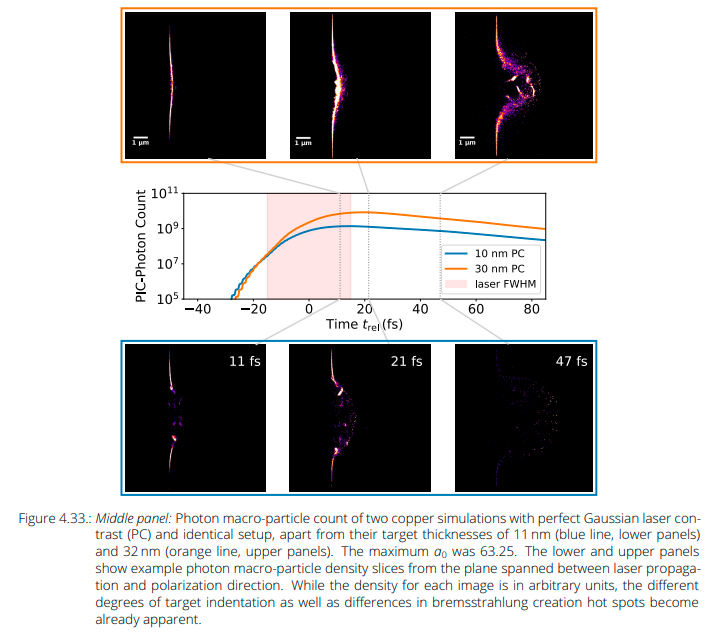 1 µm
1 µm
1 µm
PIC-Photon Count
10¹¹
10⁹
10⁷
10⁵
10 nm PC
30 nm PC
laser FWHM
−40 −20 0 20 40 60 80
Time t_rel (fs)
11 fs
21 fs
47 fs
Figure 4.33.: Middle panel: Photon macro-particle count of two copper simulations with perfect Gaussian laser con-
trast (PC) and identical setup, apart from their target thicknesses of 11 nm (blue line, lower panels)
and 32 nm (orange line, upper panels). The maximum a₀ was 63.25. The lower and upper panels
show example photon macro-particle density slices from the plane spanned between laser propaga-
tion and polarization direction. While the density for each image is in arbitrary units, the different
degrees of target indentation as well as differences in bremsstrahlung creation hot spots become
already apparent.